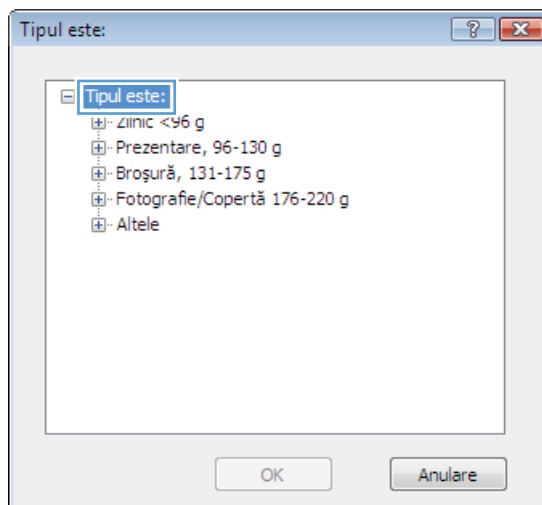 Tipul este:
Tipul este:
Zilnic <96 g
Prezentare, 96-130 g
Broşură, 131-175 g
Fotografie/Copertă 176-220 g
Altele
OK
Anulare